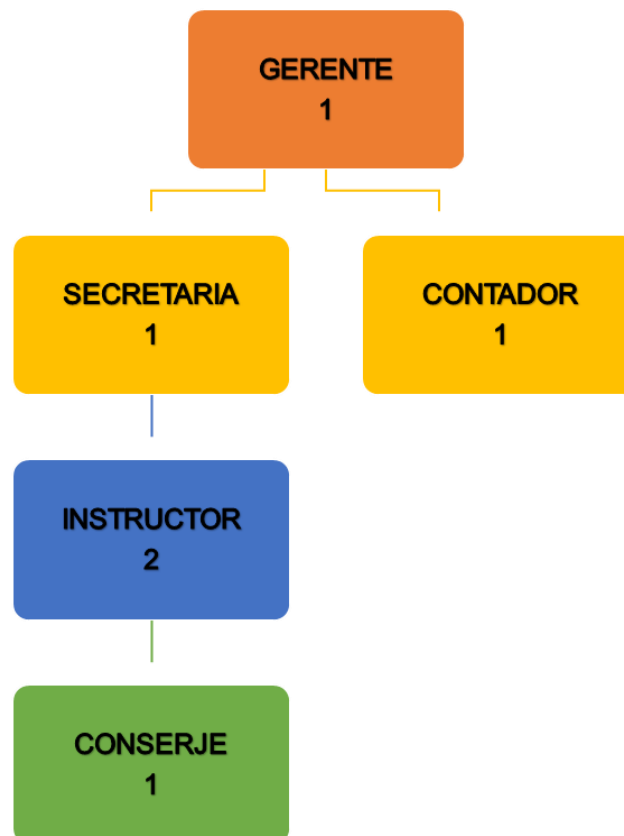 GERENTE
1
SECRETARIA
1
CONTADOR
1
INSTRUCTOR
2
CONSERJE
1